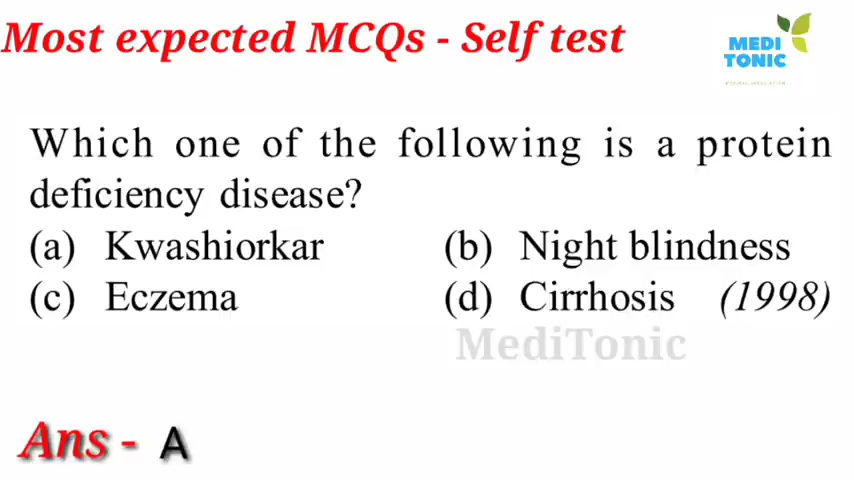 Most expected MCQs - Self test
MEDI
TONIC
Which one of the following is a protein
deficiency disease?
(a) Kwashiorkar (b) Night blindness
(c) Eczema (d) Cirrhosis (1998)
MediTonic
Ans - A